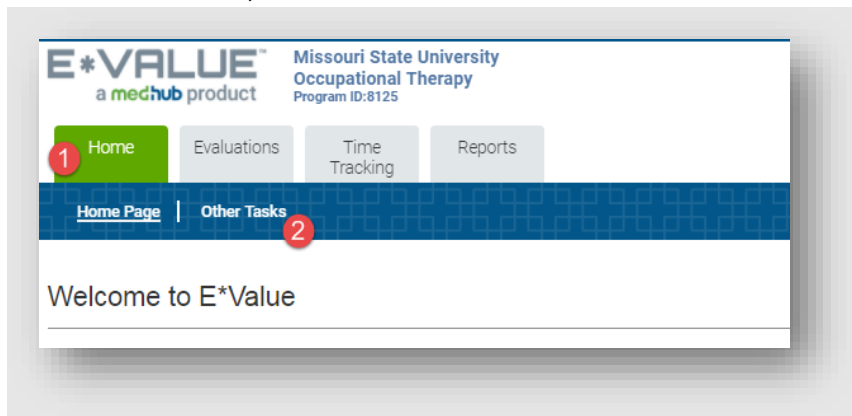 E*VALUE™
a medhub product
Missouri State University
Occupational Therapy
Program ID:8125
1
Home
Evaluations
Time
Tracking
Reports
Home Page | Other Tasks
2
Welcome to E*Value